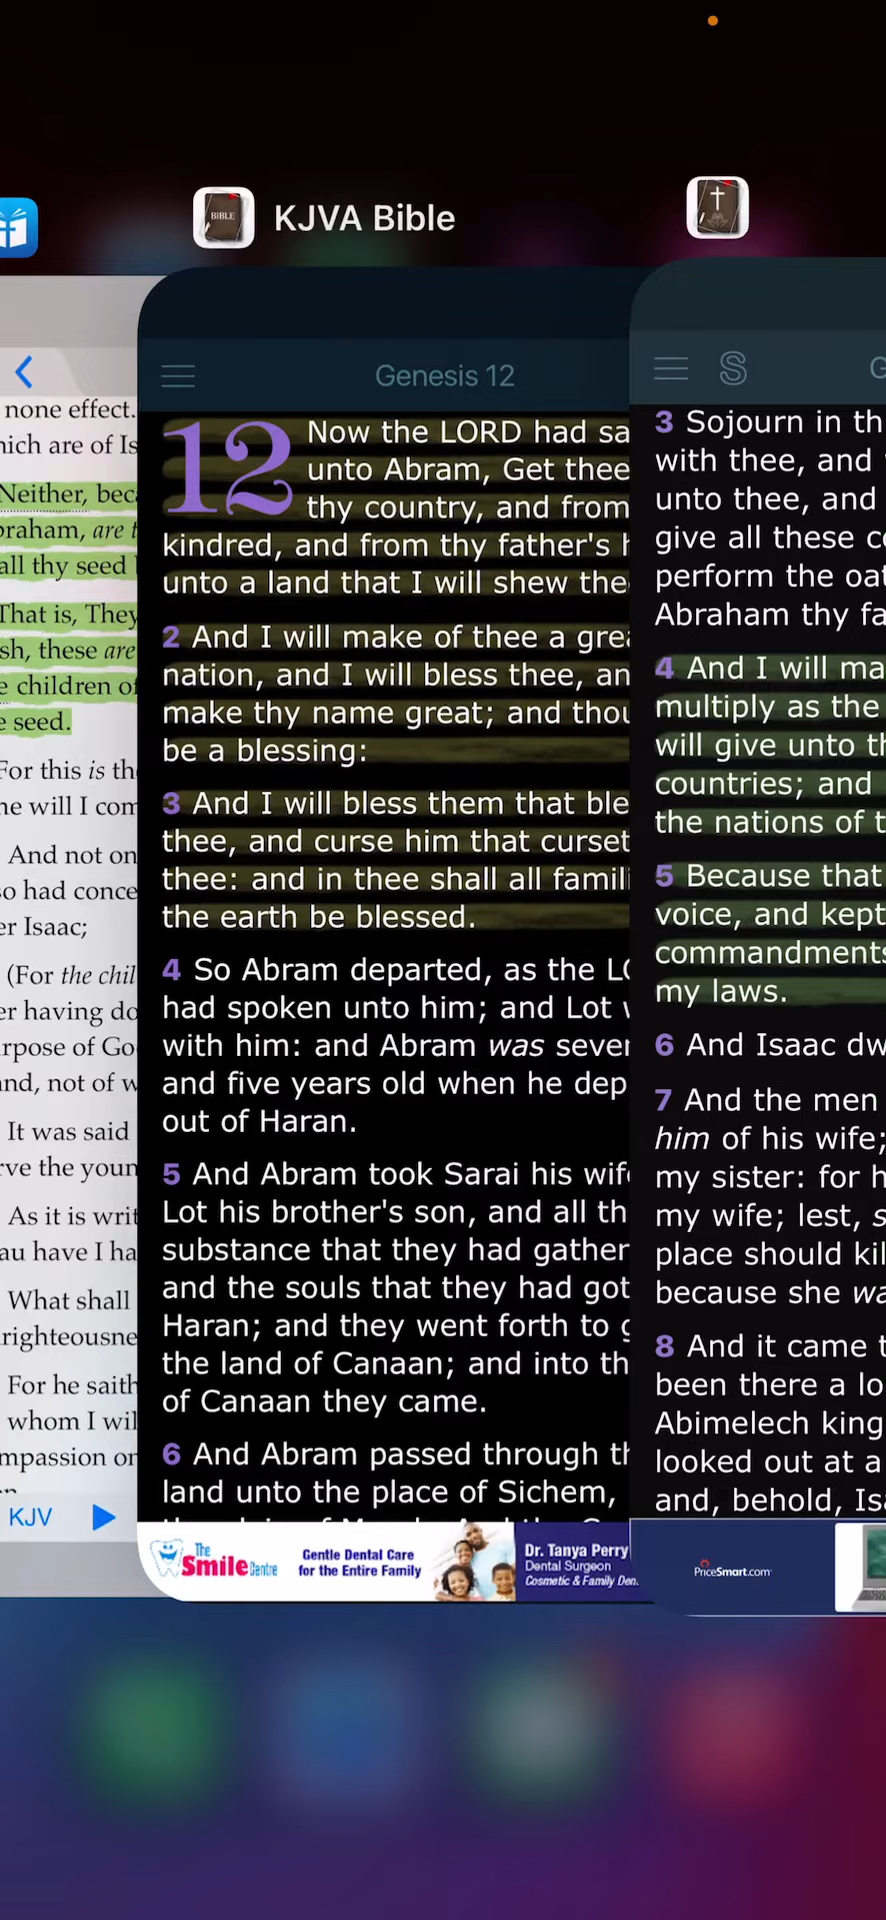 BIBLE
KJVA Bible
none effect.
hich are of Is
Neither, bec
braham, are t
all thy seed
That is, They
sh, these are
e children of
e seed.
For this is th
me will I com
And not on
so had conce
er Isaac;
(For the chil
er having do
rpose of Go
and, not of w
It was said
rve the youn
As it is writ
au have I ha
What shall
righteousne
For he saith
whom I wil
mpassion or
KJV
Genesis 12
12 Now the LORD had sa
unto Abram, Get thee
thy country, and from
kindred, and from thy father's h
unto a land that I will shew the
2 And I will make of thee a grea
nation, and I will bless thee, an
make thy name great; and thou
be a blessing:
3 And I will bless them that ble
thee, and curse him that curset
thee: and in thee shall all famili
the earth be blessed.
4 So Abram departed, as the LO
had spoken unto him; and Lot w
with him: and Abram was sever
and five years old when he dep
out of Haran.
5 And Abram took Sarai his wife
Lot his brother's son, and all th
substance that they had gather
and the souls that they had got
Haran; and they went forth to g
the land of Canaan; and into th
of Canaan they came.
6 And Abram passed through th
land unto the place of Sichem,
The
Smile Centre
Gentle Dental Care
for the Entire Family
Dr. Tanya Perry
Dental Surgeon
Cosmetic & Family Den.
S
G
3 Sojourn in th
with thee, and
unto thee, and
give all these co
perform the oat
Abraham thy fa
4 And I will ma
multiply as the
will give unto th
countries; and
the nations of t
5 Because that
voice, and kept
commandments
my laws.
6 And Isaac dw
7 And the men
him of his wife;
my sister: for h
my wife; lest, s
place should kil
because she wa
8 And it came t
been there a lo
Abimelech king
looked out at a
and, behold, Isa
PriceSmart.com